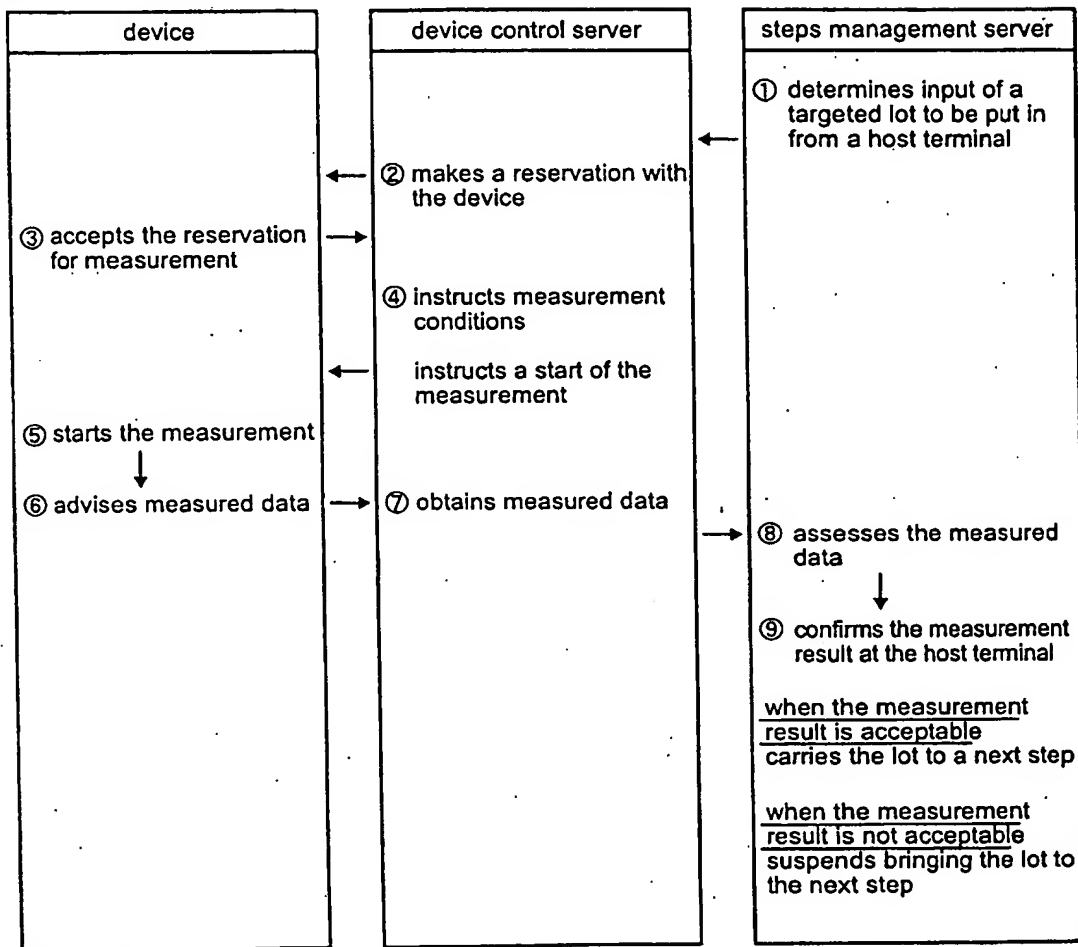 device
device control server
steps management server
① determines input of a
targeted lot to be put in
from a host terminal
② makes a reservation with
the device
③ accepts the reservation
for measurement
④ instructs measurement
conditions
instructs a start of the
measurement
⑤ starts the measurement
⑥ advises measured data
⑦ obtains measured data
⑧ assesses the measured
data
⑨ confirms the measurement
result at the host terminal
when the measurement
result is acceptable
carries the lot to a next step
when the measurement
result is not acceptable
suspends bringing the lot to
the next step